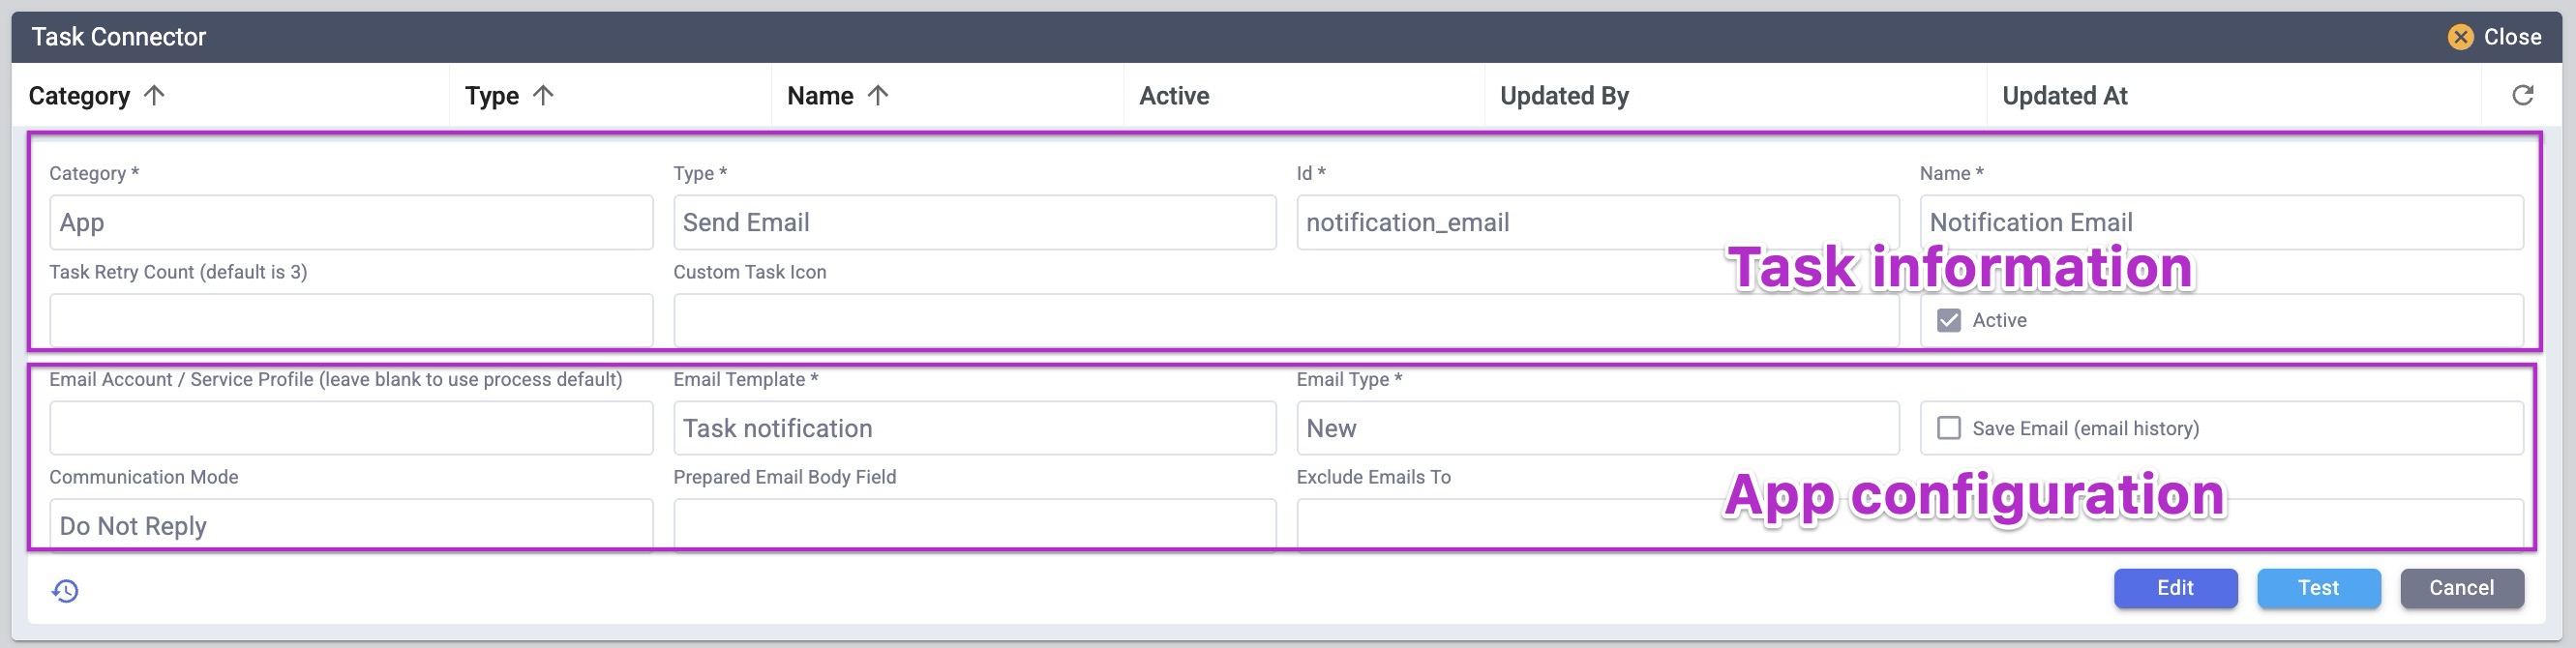 Task Connector Close
Category Type Name Active Updated By Updated At
Category * Type * Id * Name *
App Send Email notification_email Notification Email
Task information
Task Retry Count (default is 3) Custom Task Icon
Active
Email Account / Service Profile (leave blank to use process default) Email Template * Email Type *
Task notification New Save Email (email history)
Communication Mode Prepared Email Body Field Exclude Emails To
App configuration
Do Not Reply
Edit Test Cancel